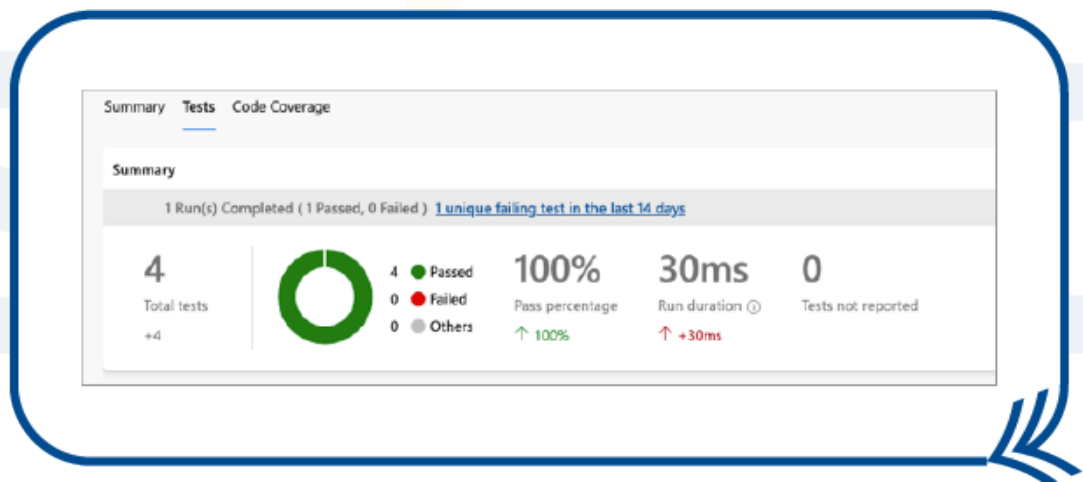 Summary Tests Code Coverage
Summary
1 Run(s) Completed ( 1 Passed, 0 Failed ) 1 unique failing test in the last 14 days
4
Total tests
+4
4 Passed
0 Failed
0 Others
100%
Pass percentage
↑ 100%
30ms
Run duration ⓘ
↑ +30ms
0
Tests not reported